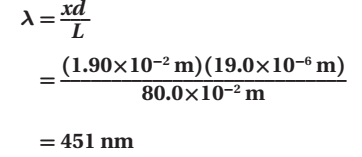 λ = xd / L
= (1.90×10⁻² m)(19.0×10⁻⁶ m) / 80.0×10⁻² m
= 451 nm